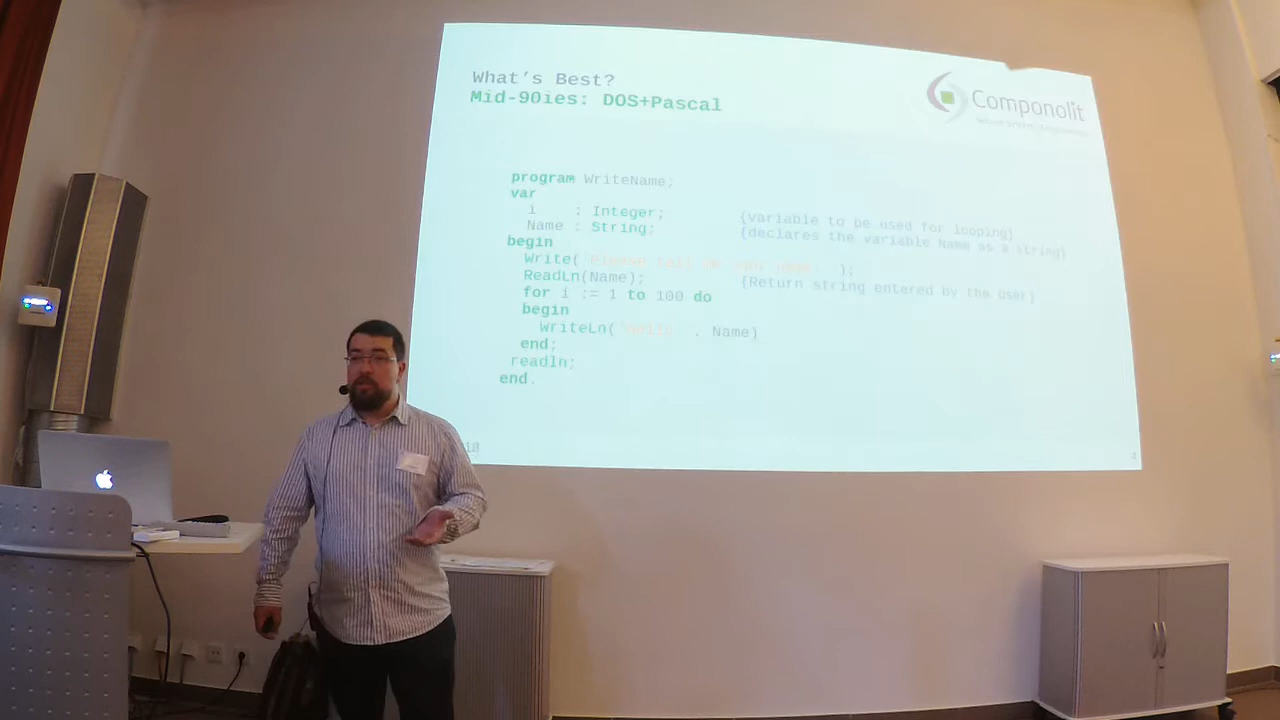 What's Best?
Mid-90ies: DOS+Pascal
Componolit
program WriteName;
var
i : Integer; {variable to be used for looping}
Name : String; {declares the variable Name as a string}
begin
Write( );
ReadLn(Name); {Return string entered by the user}
for i := 1 to 100 do
begin
WriteLn( Name)
end;
readln;
end.